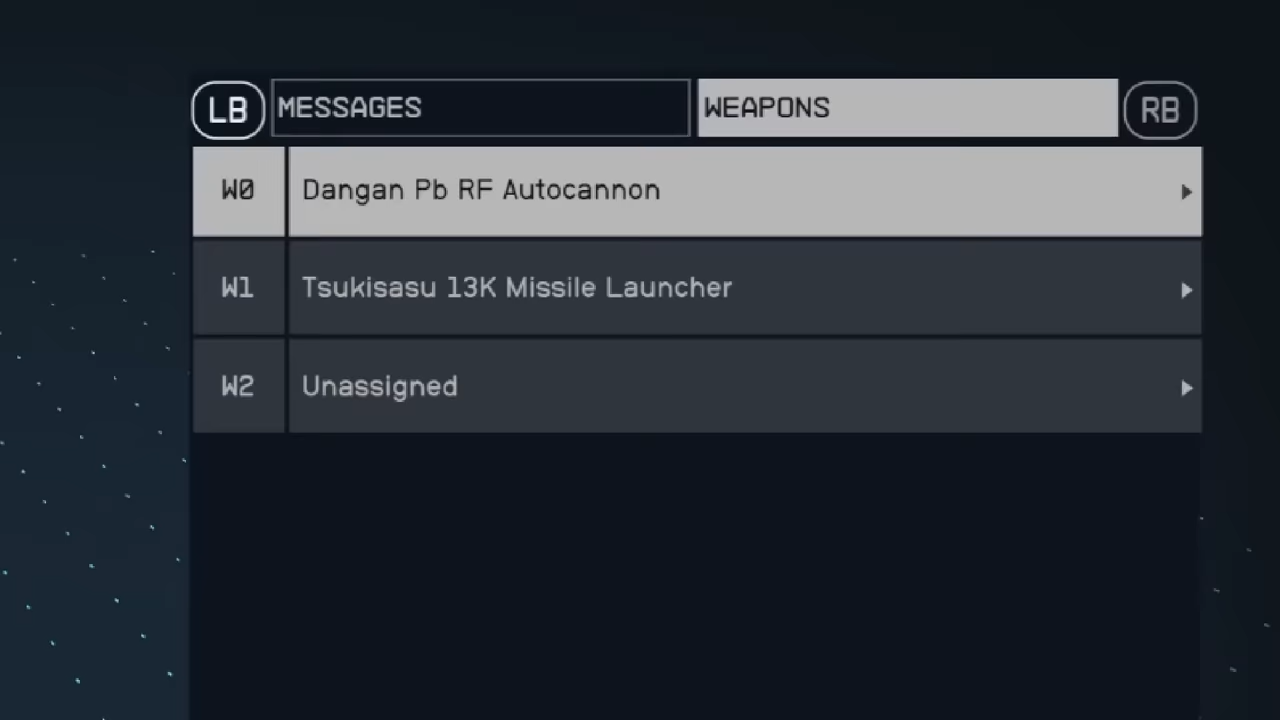 LB MESSAGES WEAPONS RB
W0 Dangan Pb RF Autocannon
W1 Tsukisasu 13K Missile Launcher
W2 Unassigned